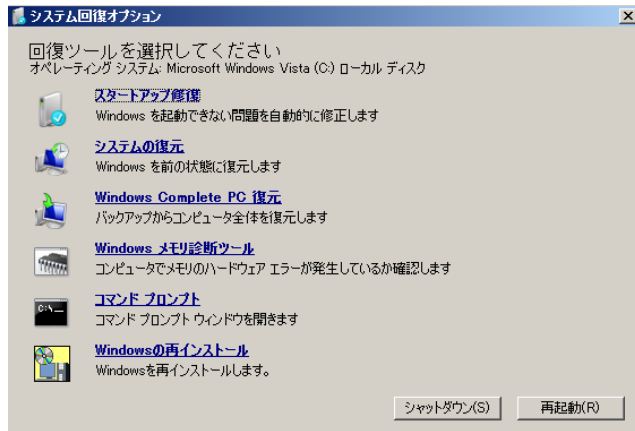 システム回復オプション
回復ツールを選択してください
オペレーティング システム: Microsoft Windows Vista (C:) ローカル ディスク
スタートアップ修復
Windows を起動できない問題を自動的に修正します
システムの復元
Windows を前の状態に復元します
Windows Complete PC 復元
バックアップからコンピュータ全体を復元します
Windows メモリ診断ツール
コンピュータでメモリのハードウェア エラーが発生しているか確認します
C:\_
コマンド プロンプト
コマンド プロンプト ウィンドウを開きます
Windowsの再インストール
Windowsを再インストールします。
シャットダウン(S) 再起動(R)